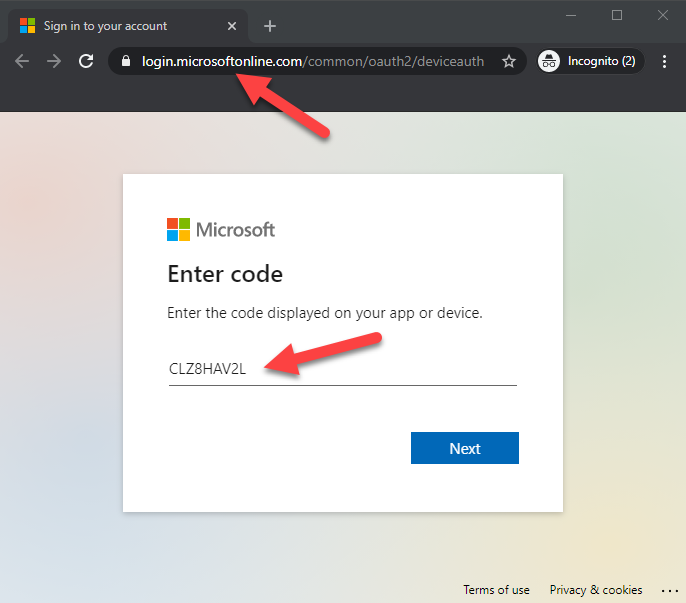 Sign in to your account
login.microsoftonline.com/common/oauth2/deviceauth
Incognito (2)
Microsoft
Enter code
Enter the code displayed on your app or device.
CLZ8HAV2L
Next
Terms of use
Privacy & cookies